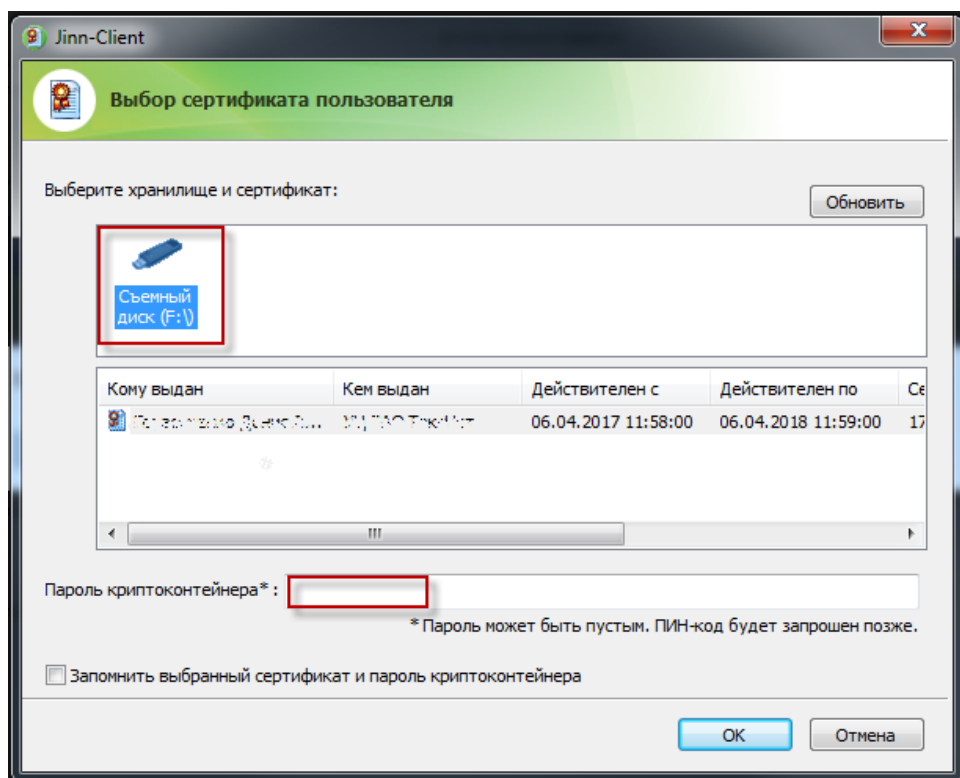 Jinn-Client
Выбор сертификата пользователя
Выберите хранилище и сертификат:
Обновить
Съемный
диск (F:\)
Кому выдан Кем выдан Действителен с Действителен по Се
06.04.2017 11:58:00 06.04.2018 11:59:00 17
Пароль криптоконтейнера* :
* Пароль может быть пустым. ПИН-код будет запрошен позже.
Запомнить выбранный сертификат и пароль криптоконтейнера
OK Отмена